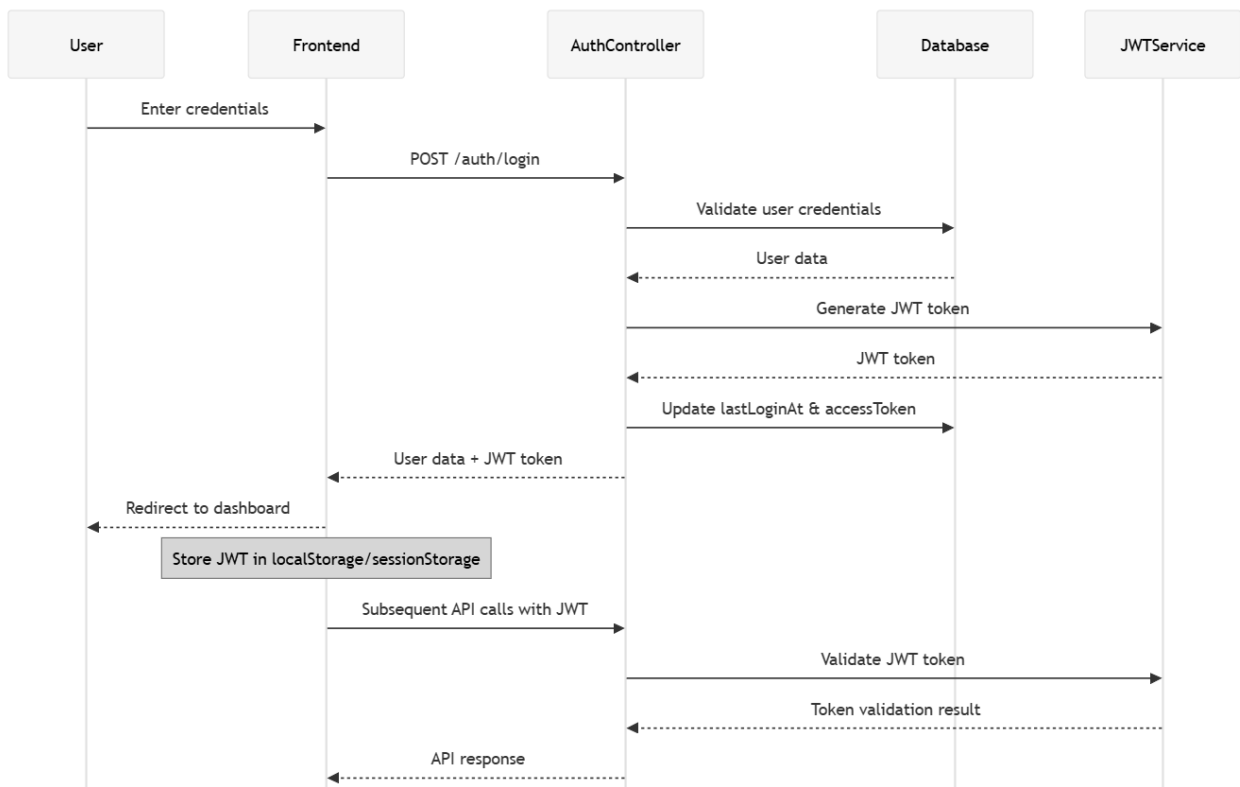 User
Frontend
AuthController
Database
JWTService
Enter credentials
POST /auth/login
Validate user credentials
User data
Generate JWT token
JWT token
Update lastLoginAt & accessToken
User data + JWT token
Redirect to dashboard
Store JWT in localStorage/sessionStorage
Subsequent API calls with JWT
Validate JWT token
Token validation result
API response